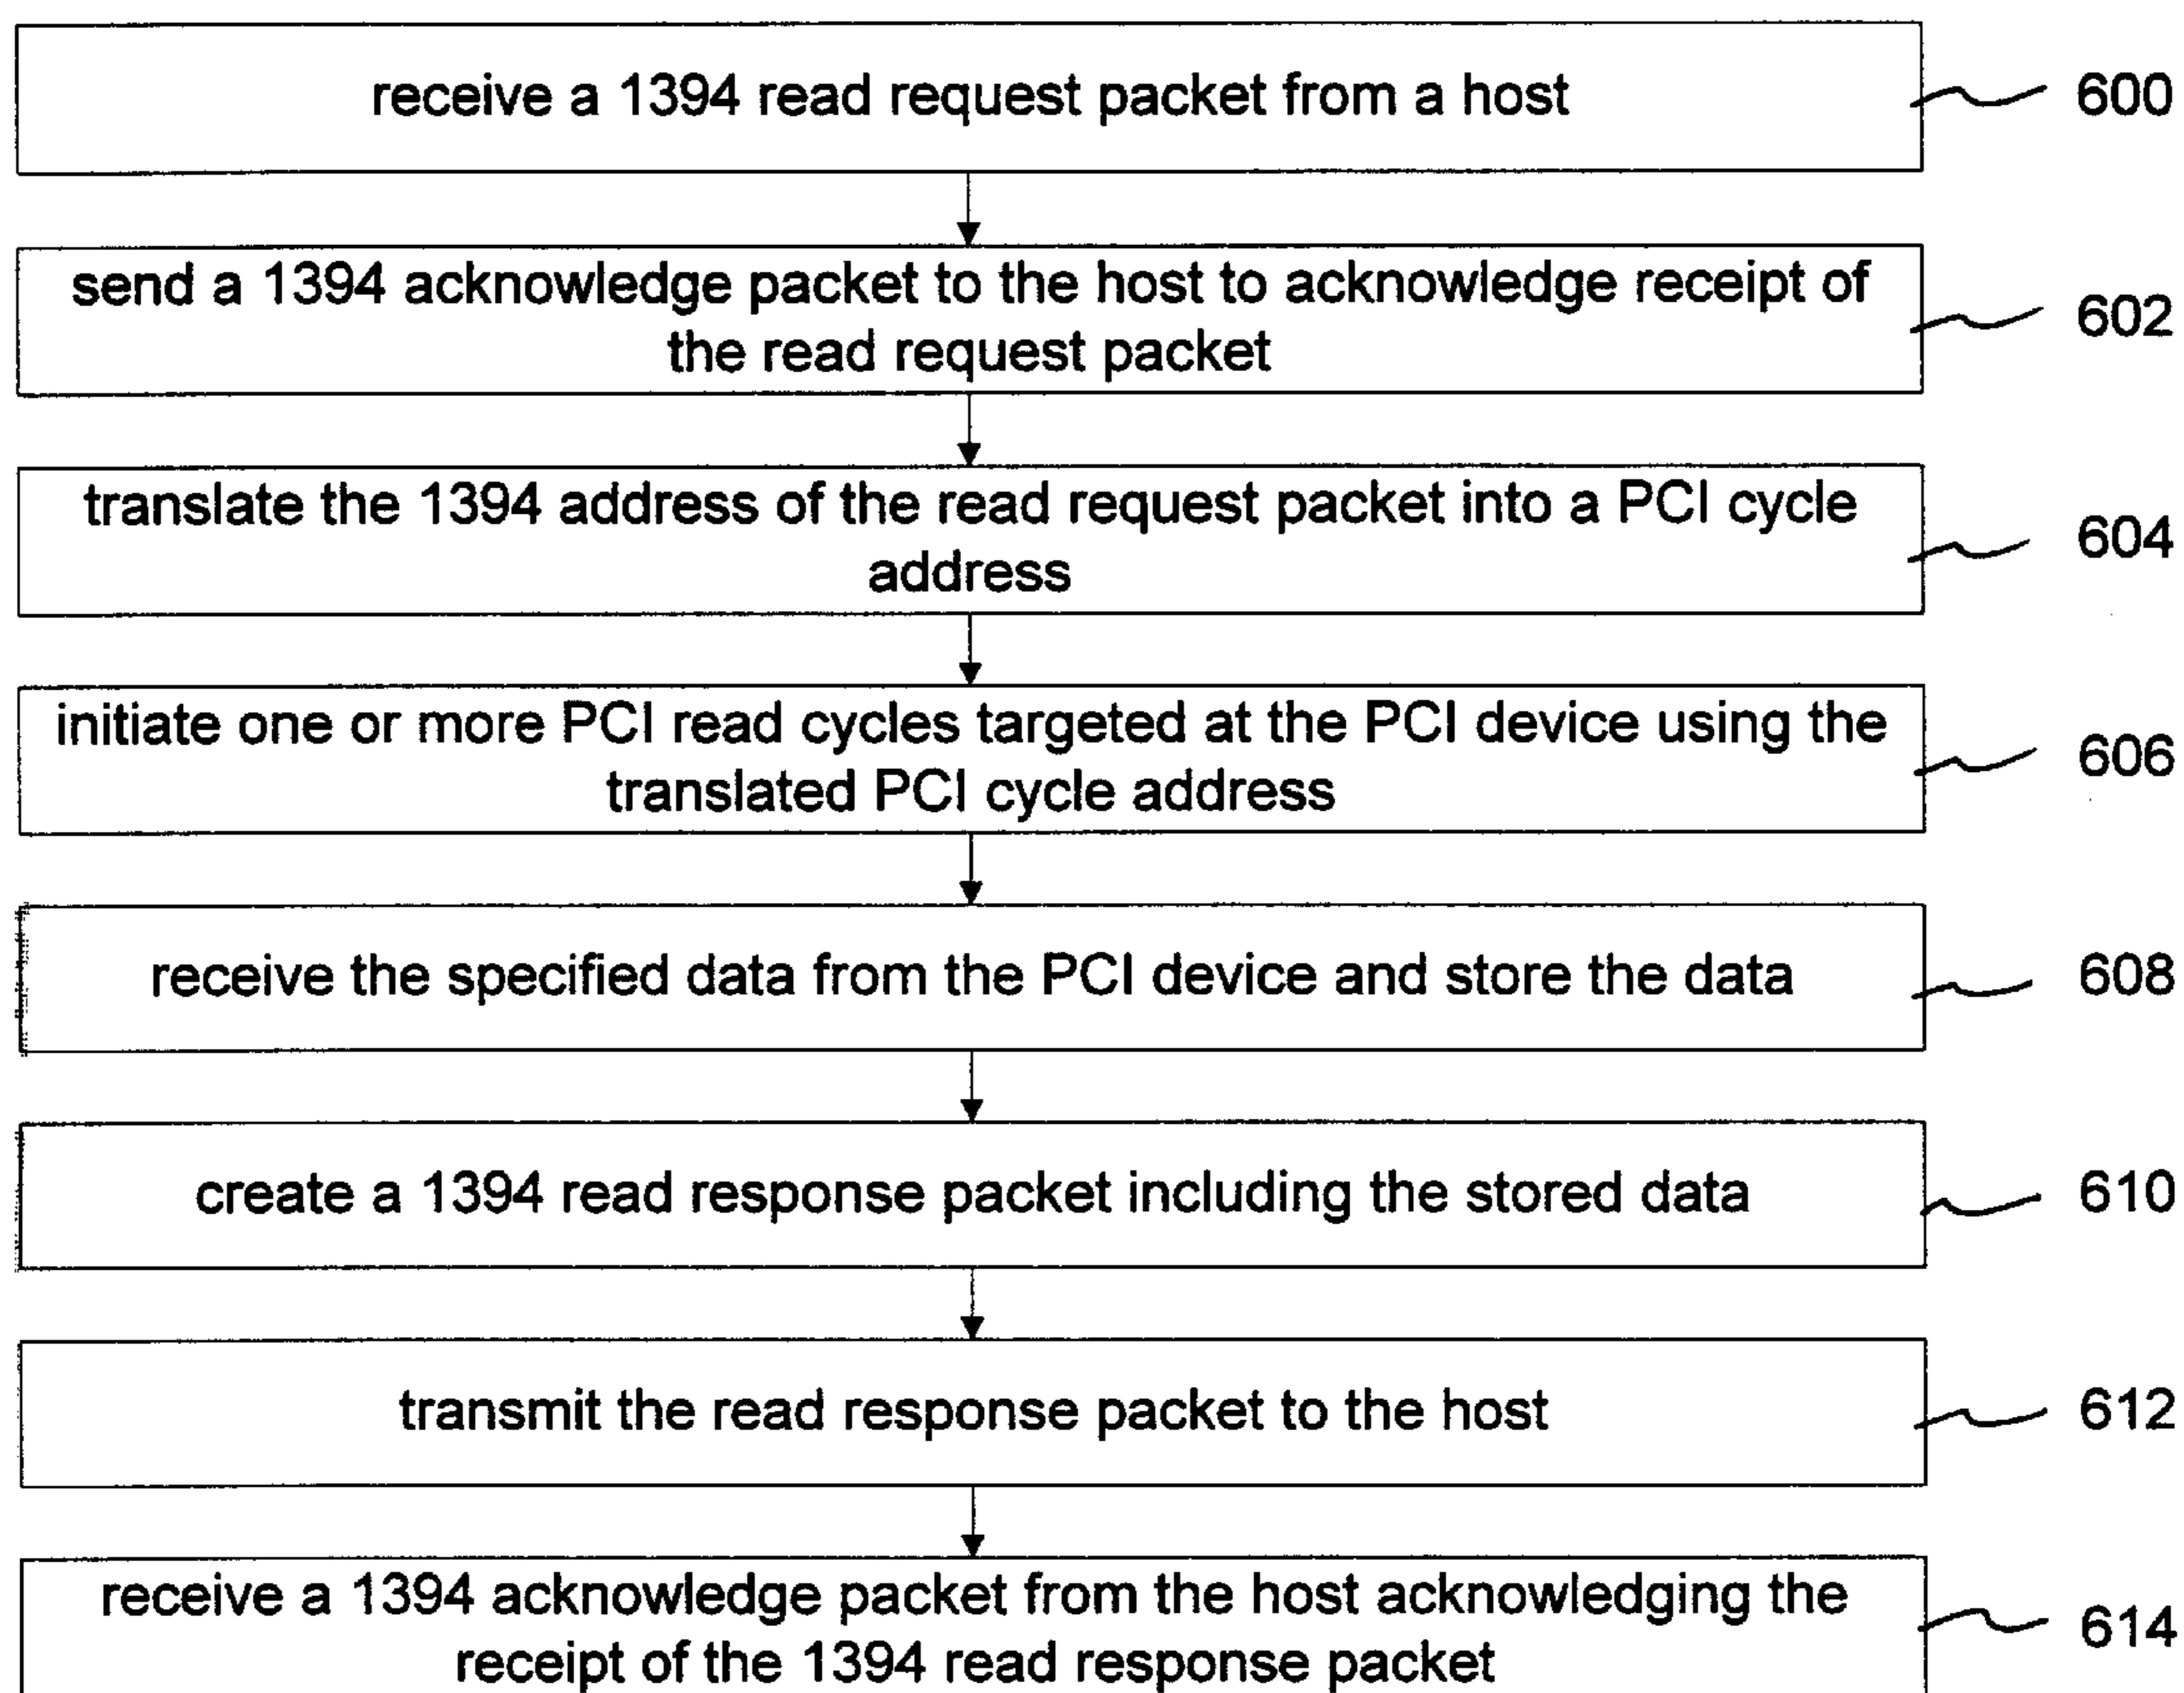 receive a 1394 read request packet from a host
600
send a 1394 acknowledge packet to the host to acknowledge receipt of
the read request packet
602
translate the 1394 address of the read request packet into a PCI cycle
address
604
initiate one or more PCI read cycles targeted at the PCI device using the
translated PCI cycle address
606
receive the specified data from the PCI device and store the data
608
create a 1394 read response packet including the stored data
610
transmit the read response packet to the host
612
receive a 1394 acknowledge packet from the host acknowledging the
receipt of the 1394 read response packet
614